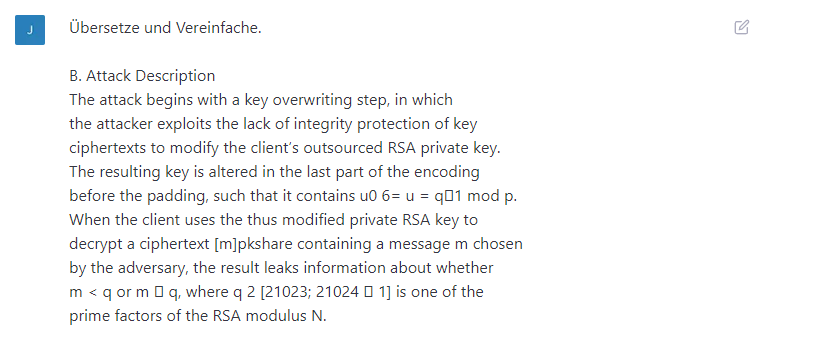 J
Übersetze und Vereinfache.
B. Attack Description
The attack begins with a key overwriting step, in which
the attacker exploits the lack of integrity protection of key
ciphertexts to modify the client’s outsourced RSA private key.
The resulting key is altered in the last part of the encoding
before the padding, such that it contains u0 6= u = q▯1 mod p.
When the client uses the thus modified private RSA key to
decrypt a ciphertext [m]pkshare containing a message m chosen
by the adversary, the result leaks information about whether
m < q or m ▯ q, where q 2 [21023; 21024 ▯ 1] is one of the
prime factors of the RSA modulus N.